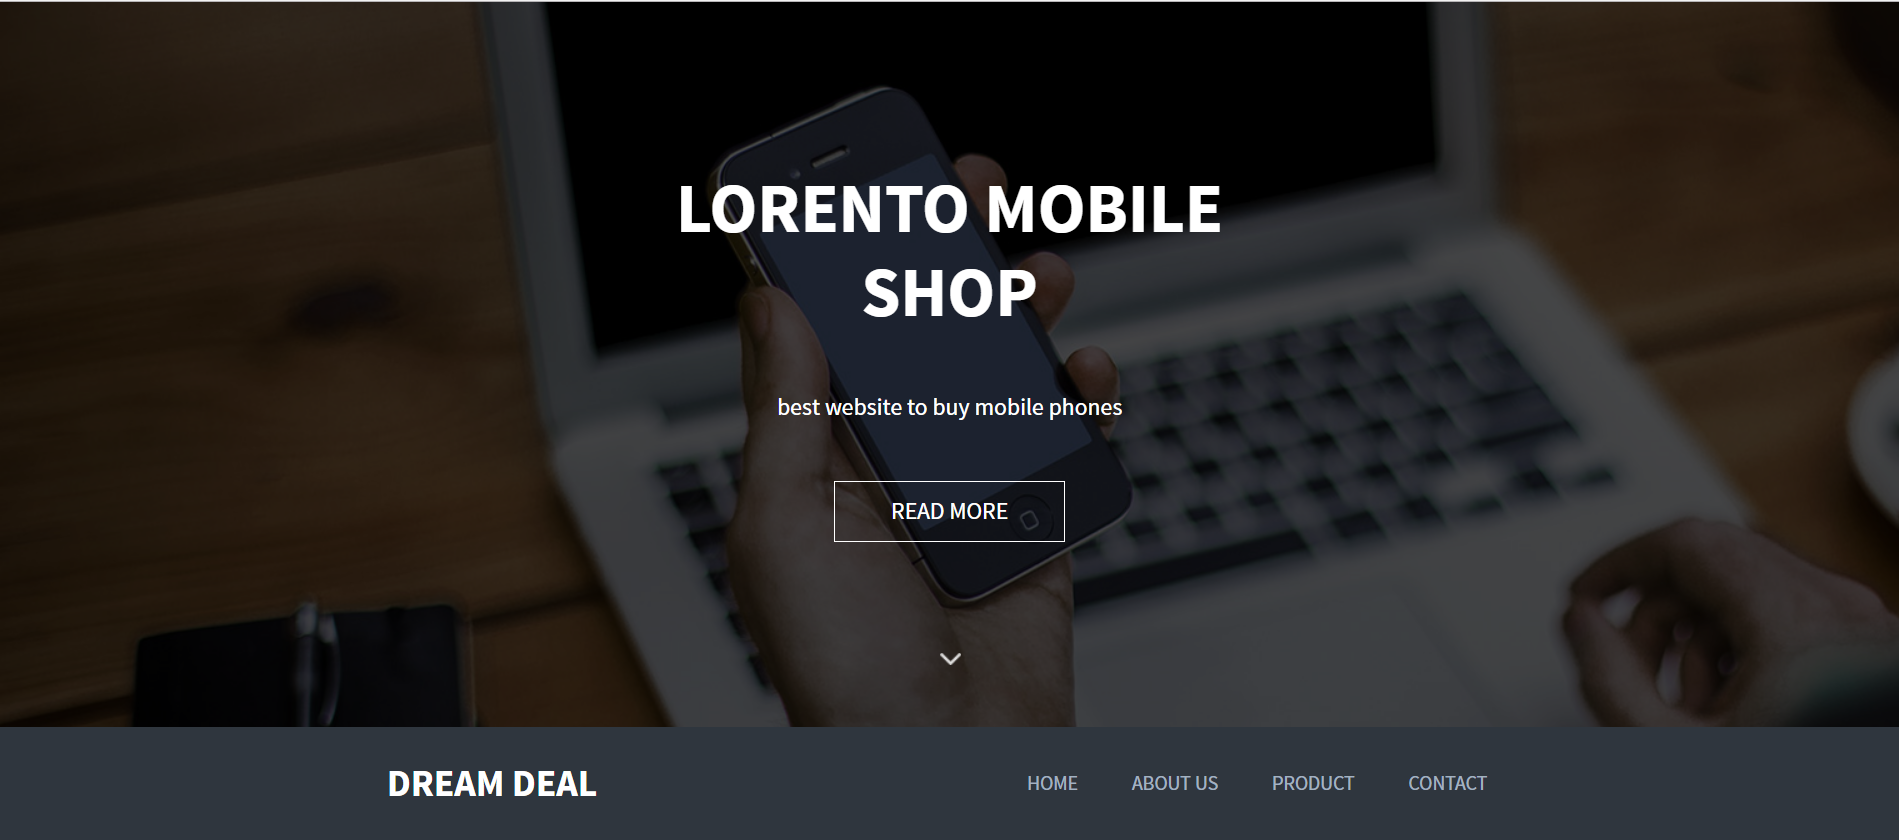 LORENTO MOBILE
SHOP
best website to buy mobile phones
READ MORE
DREAM DEAL
HOME ABOUT US PRODUCT CONTACT